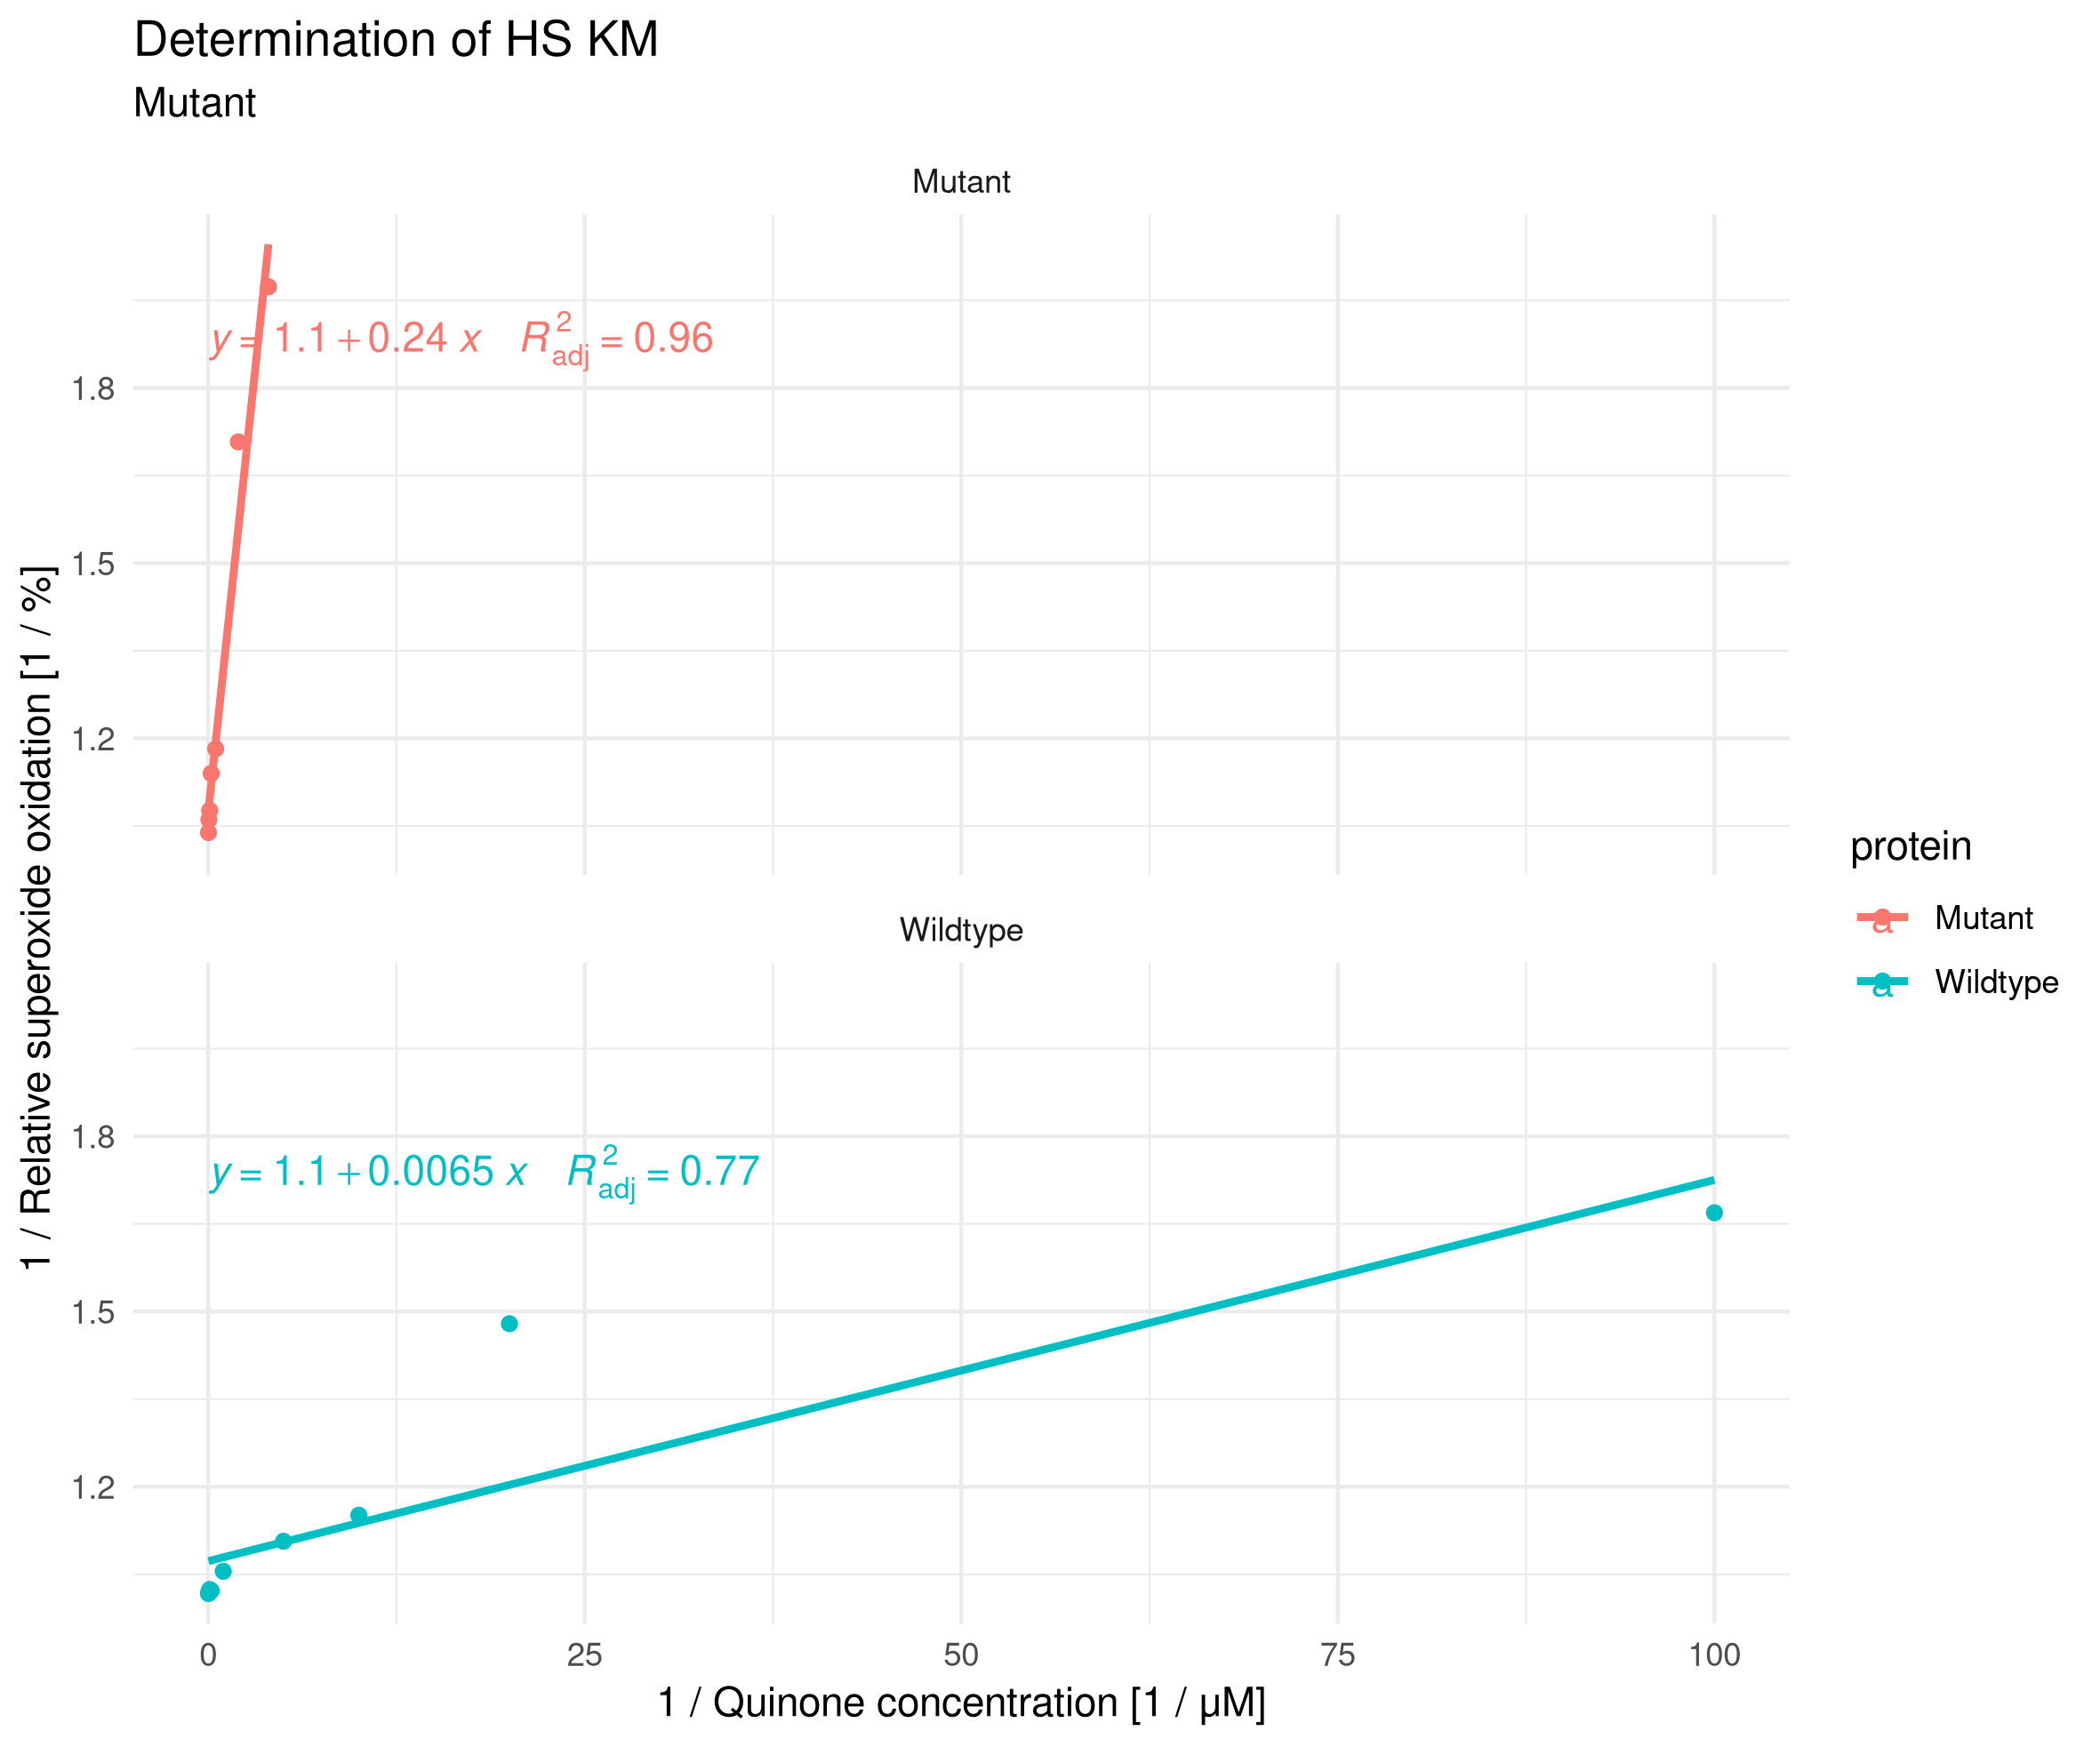 Determination of HS KM
Mutant
Mutant
y = 1.1 + 0.24 x R²adj = 0.96
1.8
1.5
1.2
Wildtype
y = 1.1 + 0.0065 x R²adj = 0.77
1.8
1.5
1.2
0 25 50 75 100
1 / Quinone concentration [1 / µM]
1 / Relative superoxide oxidation [1 / %]
protein
a Mutant
a Wildtype